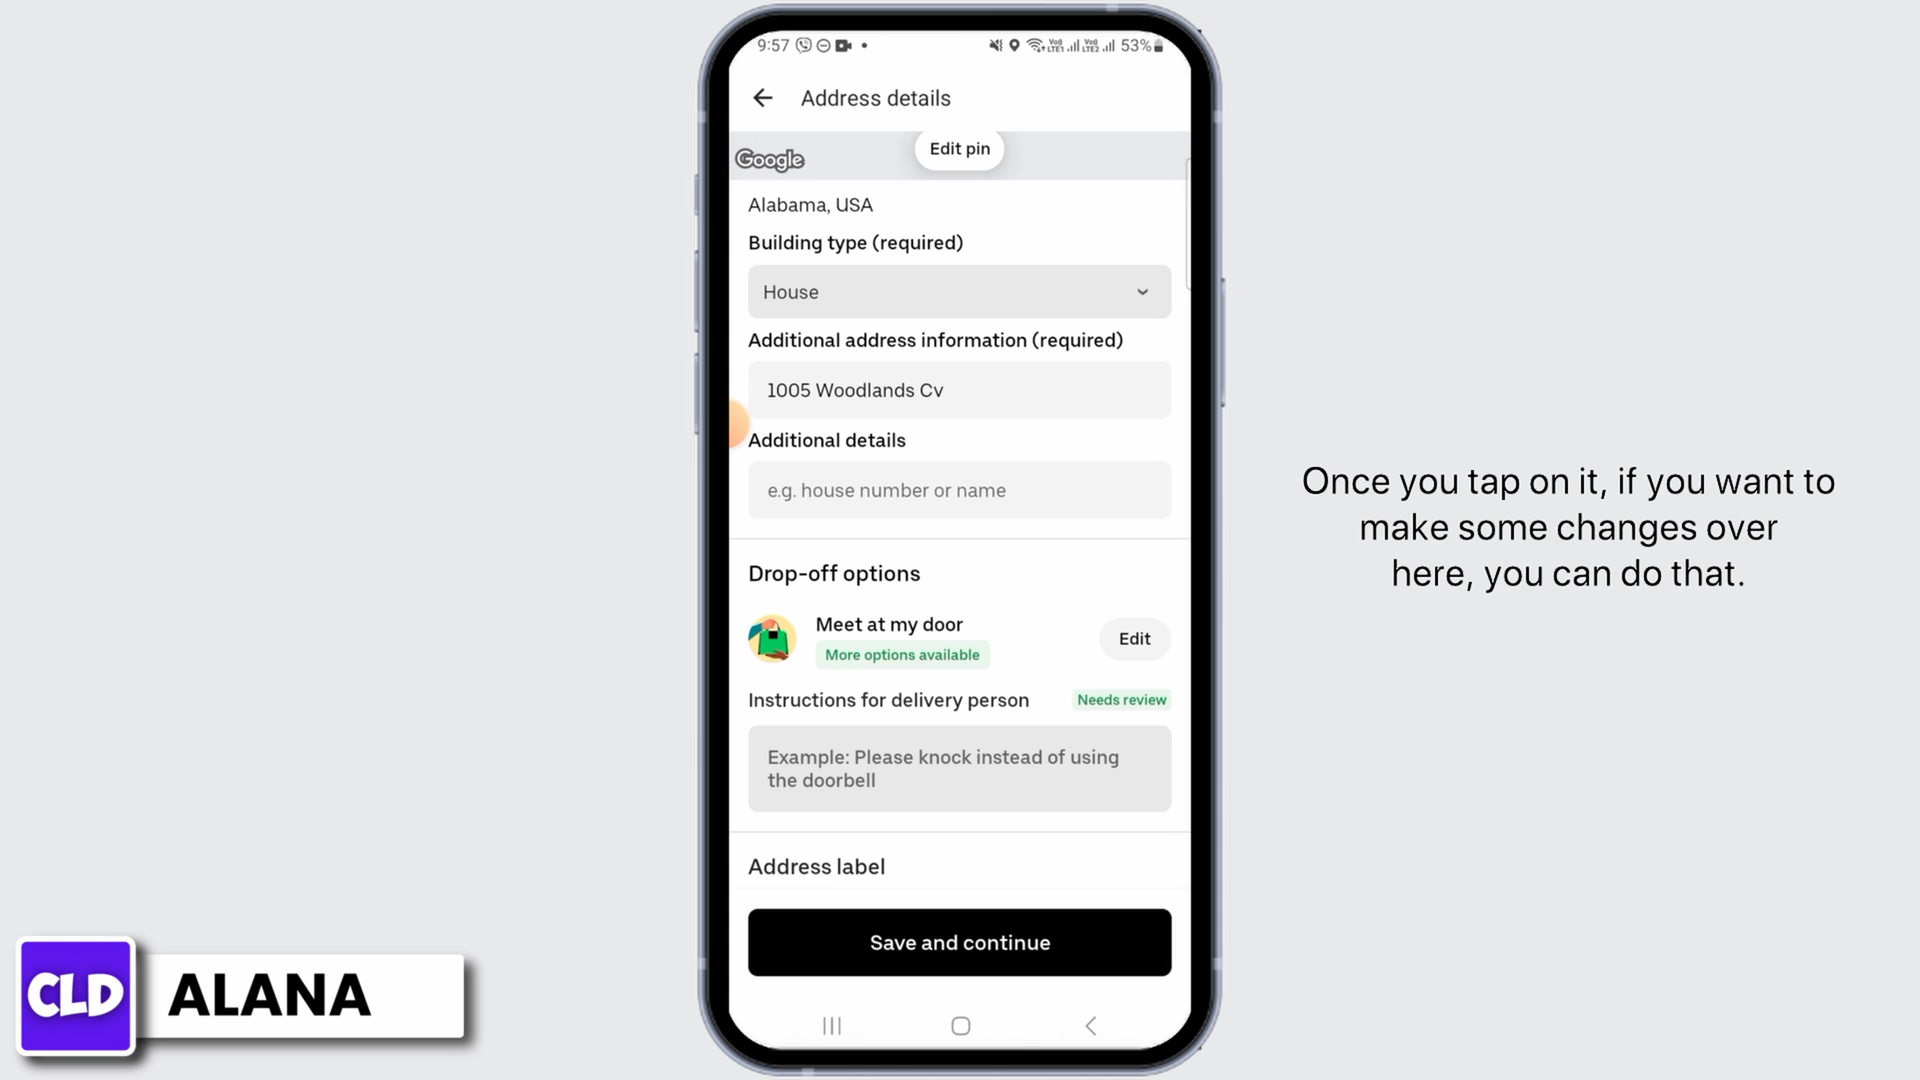 9:57
VoI) LTE1 VoI) LTE2 53%
Address details
Edit pin
Google
Alabama, USA
Building type (required)
House
Additional address information (required)
1005 Woodlands Cv
Additional details
e.g. house number or name
Drop-off options
Meet at my door
More options available
Edit
Instructions for delivery person
Needs review
Example: Please knock instead of using
the doorbell
Address label
Save and continue
Once you tap on it, if you want to
make some changes over
here, you can do that.
CLD
ALANA